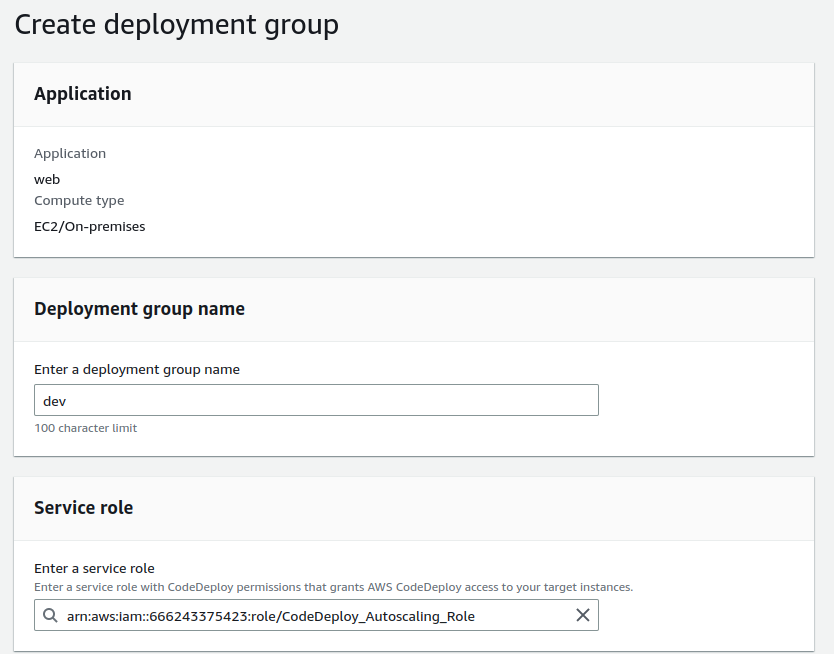 Create deployment group
Application
Application
web
Compute type
EC2/On-premises
Deployment group name
Enter a deployment group name
dev
100 character limit
Service role
Enter a service role
Enter a service role with CodeDeploy permissions that grants AWS CodeDeploy access to your target instances.
arn:aws:iam::666243375423:role/CodeDeploy_Autoscaling_Role